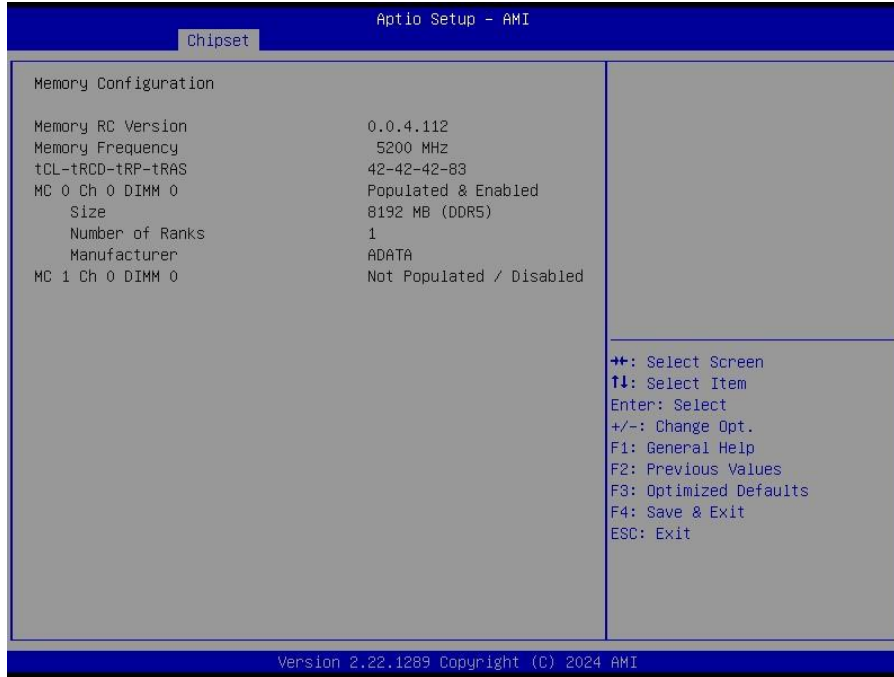 Aptio Setup – AMI
Chipset
Memory Configuration
Memory RC Version 0.0.4.112
Memory Frequency 5200 MHz
tCL-tRCD-tRP-tRAS 42-42-42-83
MC 0 Ch 0 DIMM 0 Populated & Enabled
Size 8192 MB (DDR5)
Number of Ranks 1
Manufacturer ADATA
MC 1 Ch 0 DIMM 0 Not Populated / Disabled
→←: Select Screen
↑↓: Select Item
Enter: Select
+/-: Change Opt.
F1: General Help
F2: Previous Values
F3: Optimized Defaults
F4: Save & Exit
ESC: Exit
Version 2.22.1289 Copyright (C) 2024 AMI